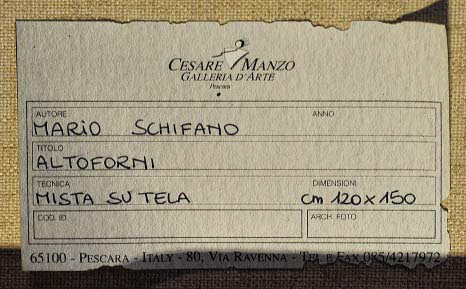 CESARE MANZO
GALLERIA D'ARTE
Pescara
AUTORE ANNO
MARIO SCHIFANO
TITOLO
ALTOFORNI
TECNICA DIMENSIONI
MISTA SU TELA cm 120 x 150
COD. ID. ARCH. FOTO
65100 - PESCARA - ITALY - 80, VIA RAVENNA - TEL E FAX 085/4217972